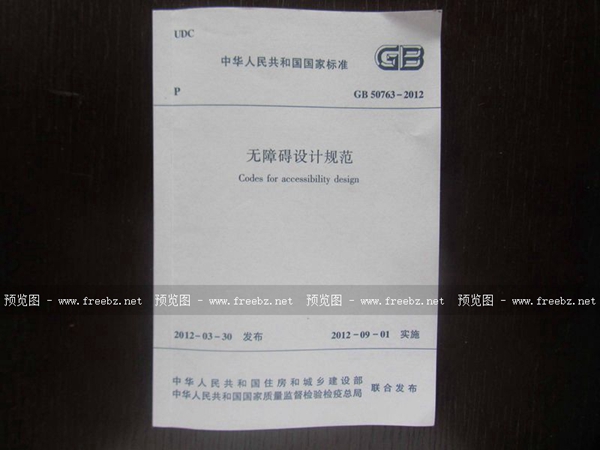 UDC
中华人民共和国国家标准 GB
P GB 50763-2012
无障碍设计规范
Codes for accessibility design
预览图 - www.freebz.net 预览图 - www.freebz.net 预览图 - www.freebz.net 预览图 - www.freebz.net
2012-03-30 发布 2012-09-01 实施
中华人民共和国住房和城乡建设部
中华人民共和国国家质量监督检验检疫总局 联合发布